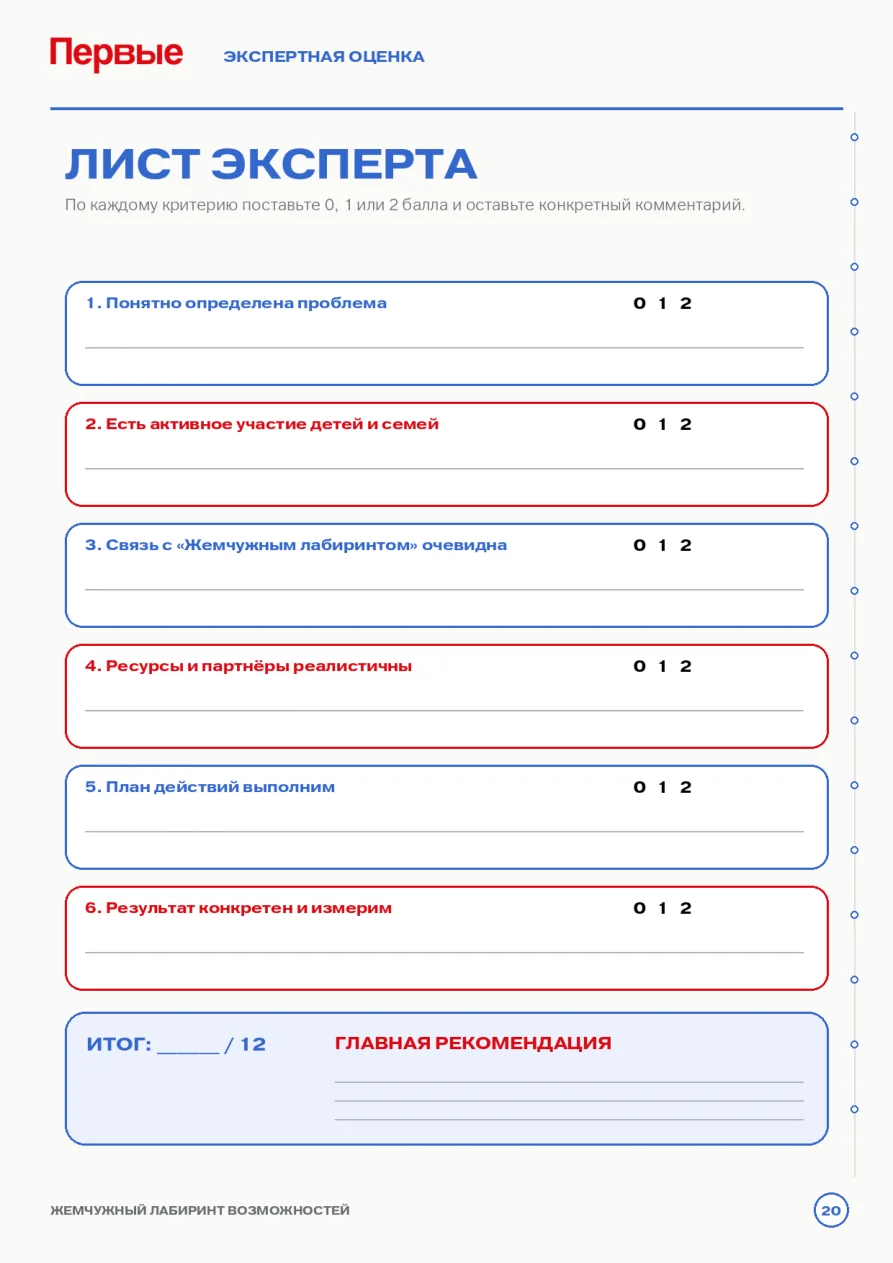 Первые
ЭКСПЕРТНАЯ ОЦЕНКА
ЛИСТ ЭКСПЕРТА
По каждому критерию поставьте 0, 1 или 2 балла и оставьте конкретный комментарий.
1. Понятно определена проблема 0 1 2
2. Есть активное участие детей и семей 0 1 2
3. Связь с «Жемчужным лабиринтом» очевидна 0 1 2
4. Ресурсы и партнёры реалистичны 0 1 2
5. План действий выполним 0 1 2
6. Результат конкретен и измерим 0 1 2
ИТОГ: ______ / 12
ГЛАВНАЯ РЕКОМЕНДАЦИЯ
ЖЕМЧУЖНЫЙ ЛАБИРИНТ ВОЗМОЖНОСТЕЙ
20